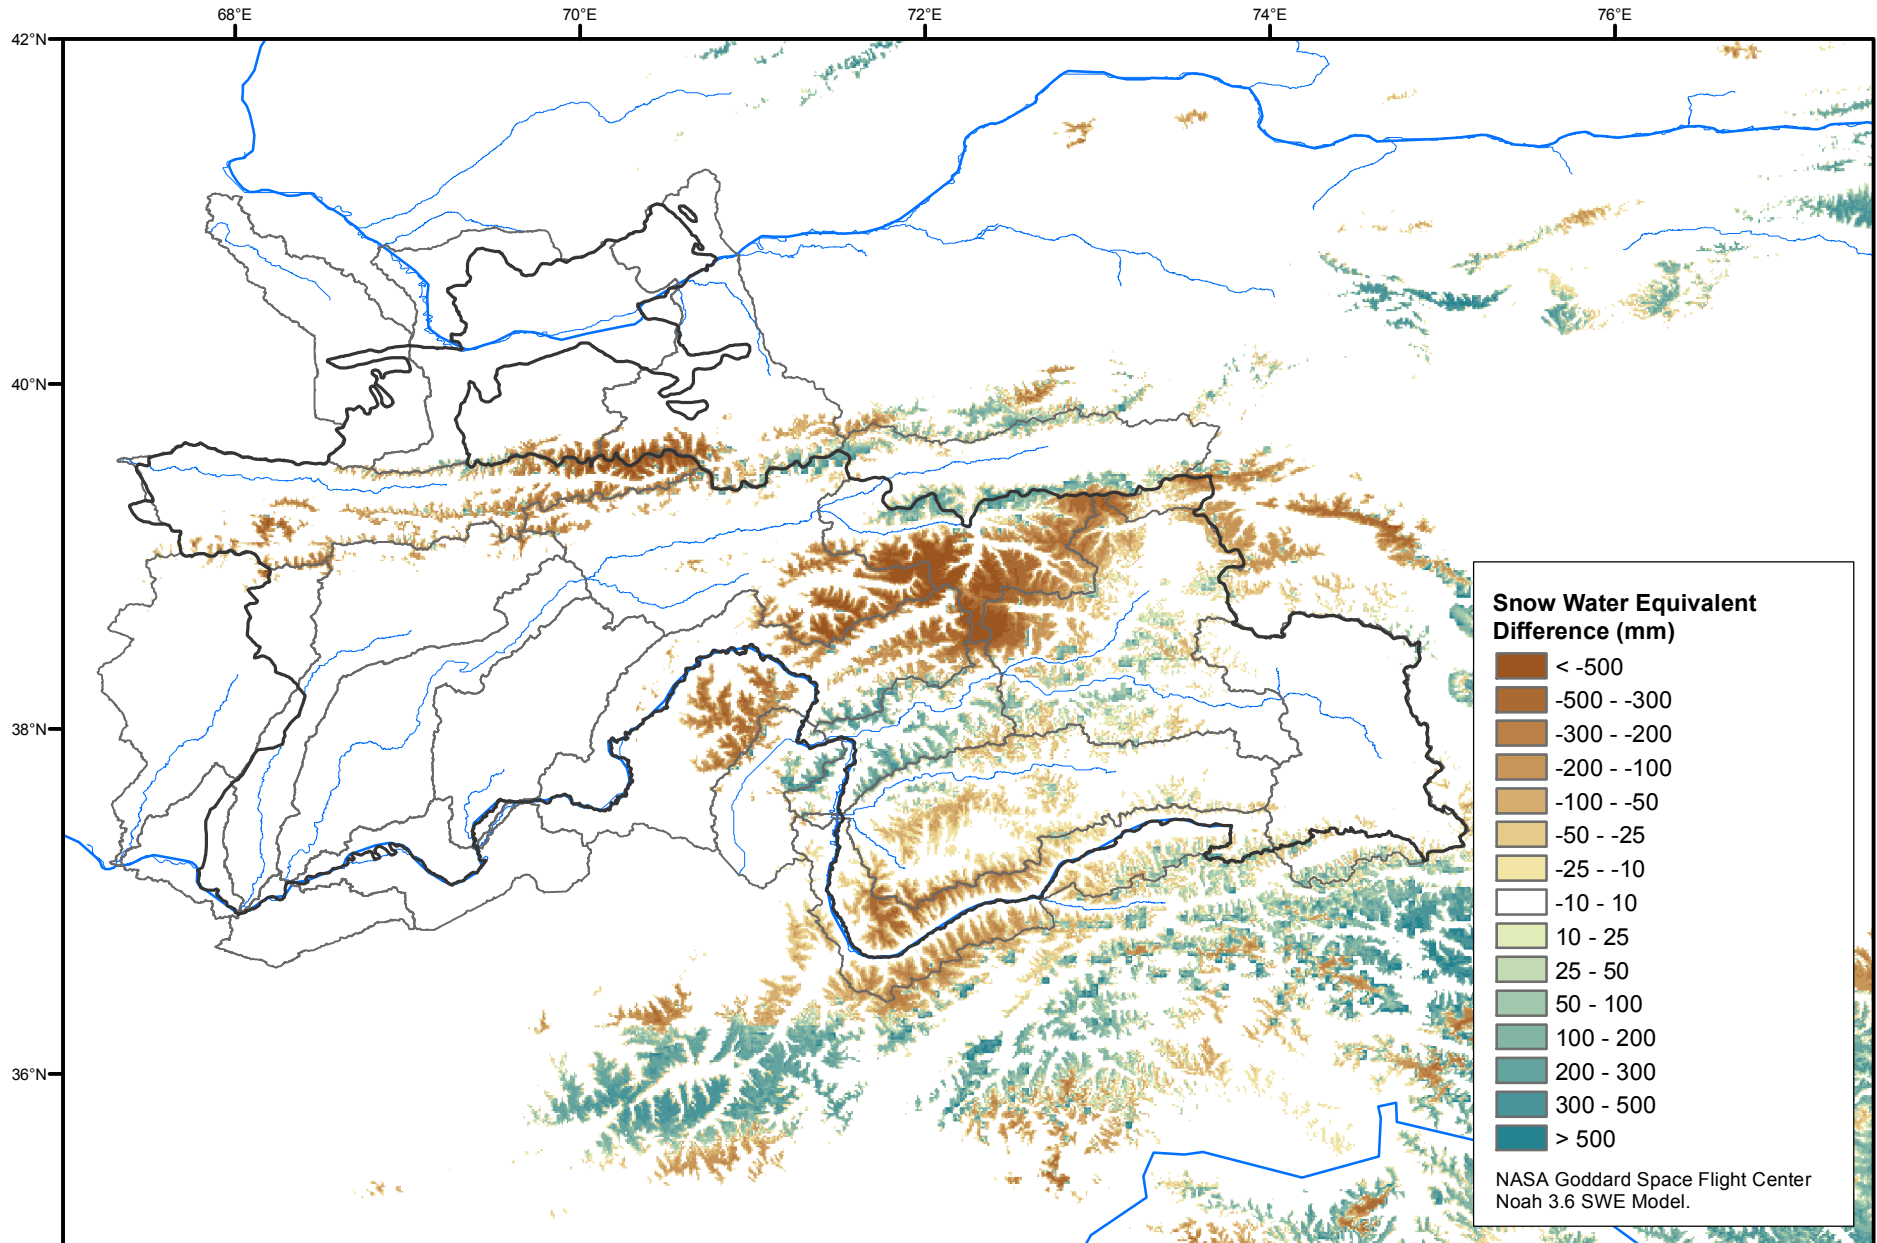 68°E 70°E 72°E 74°E 76°E
42°N
40°N
38°N
36°N
Snow Water Equivalent
Difference (mm)
< -500
-500 - -300
-300 - -200
-200 - -100
-100 - -50
-50 - -25
-25 - -10
-10 - 10
10 - 25
25 - 50
50 - 100
100 - 200
200 - 300
300 - 500
> 500
NASA Goddard Space Flight Center
Noah 3.6 SWE Model.